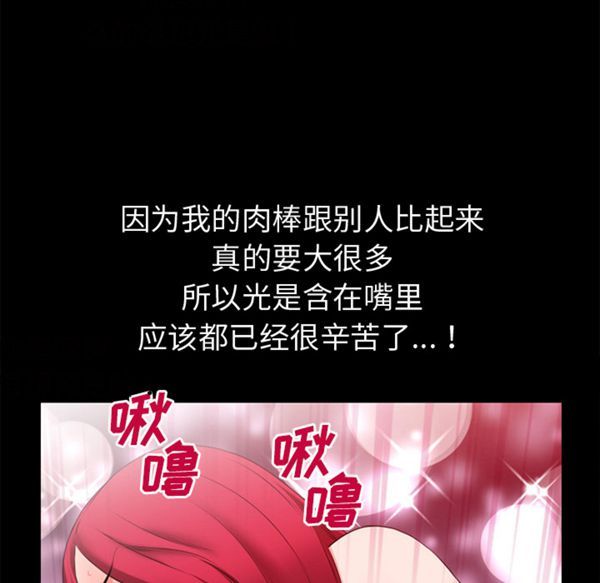 因为我的肉棒跟别人比起来
真的要大很多
所以光是含在嘴里
应该都已经很辛苦了...！
啾噜
啾噜